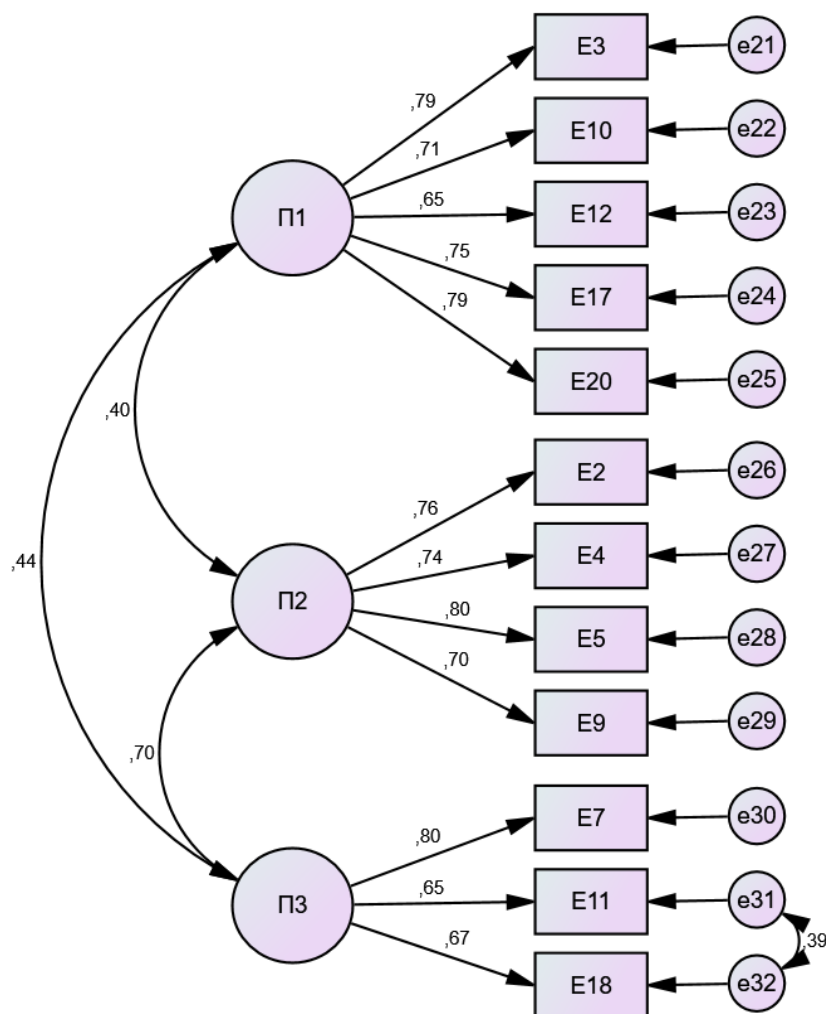 E3
e21
,79
E10
e22
,71
П1
,65
E12
e23
,75
E17
e24
,79
E20
e25
,40
E2
e26
,76
,44
,74
E4
e27
П2
,80
E5
e28
,70
E9
e29
,70
E7
e30
,80
П3
,65
E11
e31
,39
,67
E18
e32